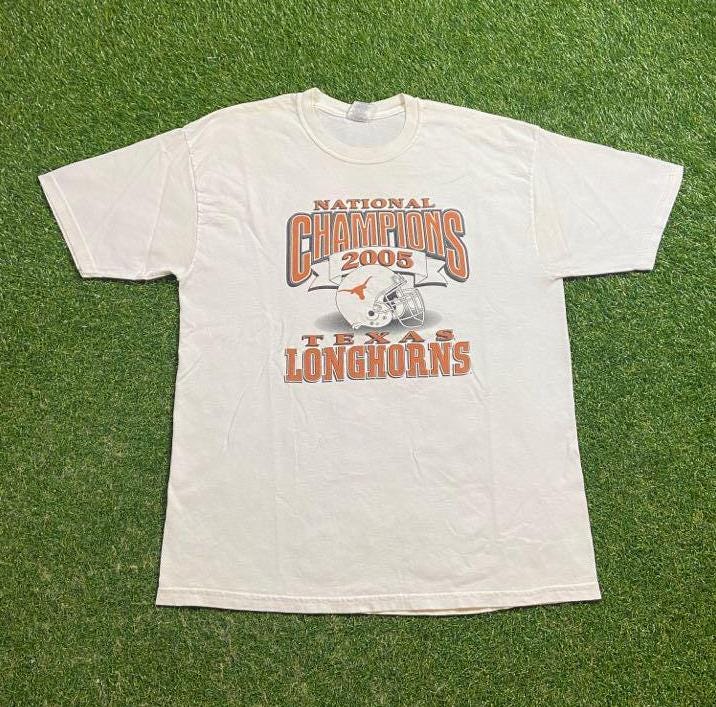 NATIONAL
CHAMPIONS
2005
TEXAS
LONGHORNS